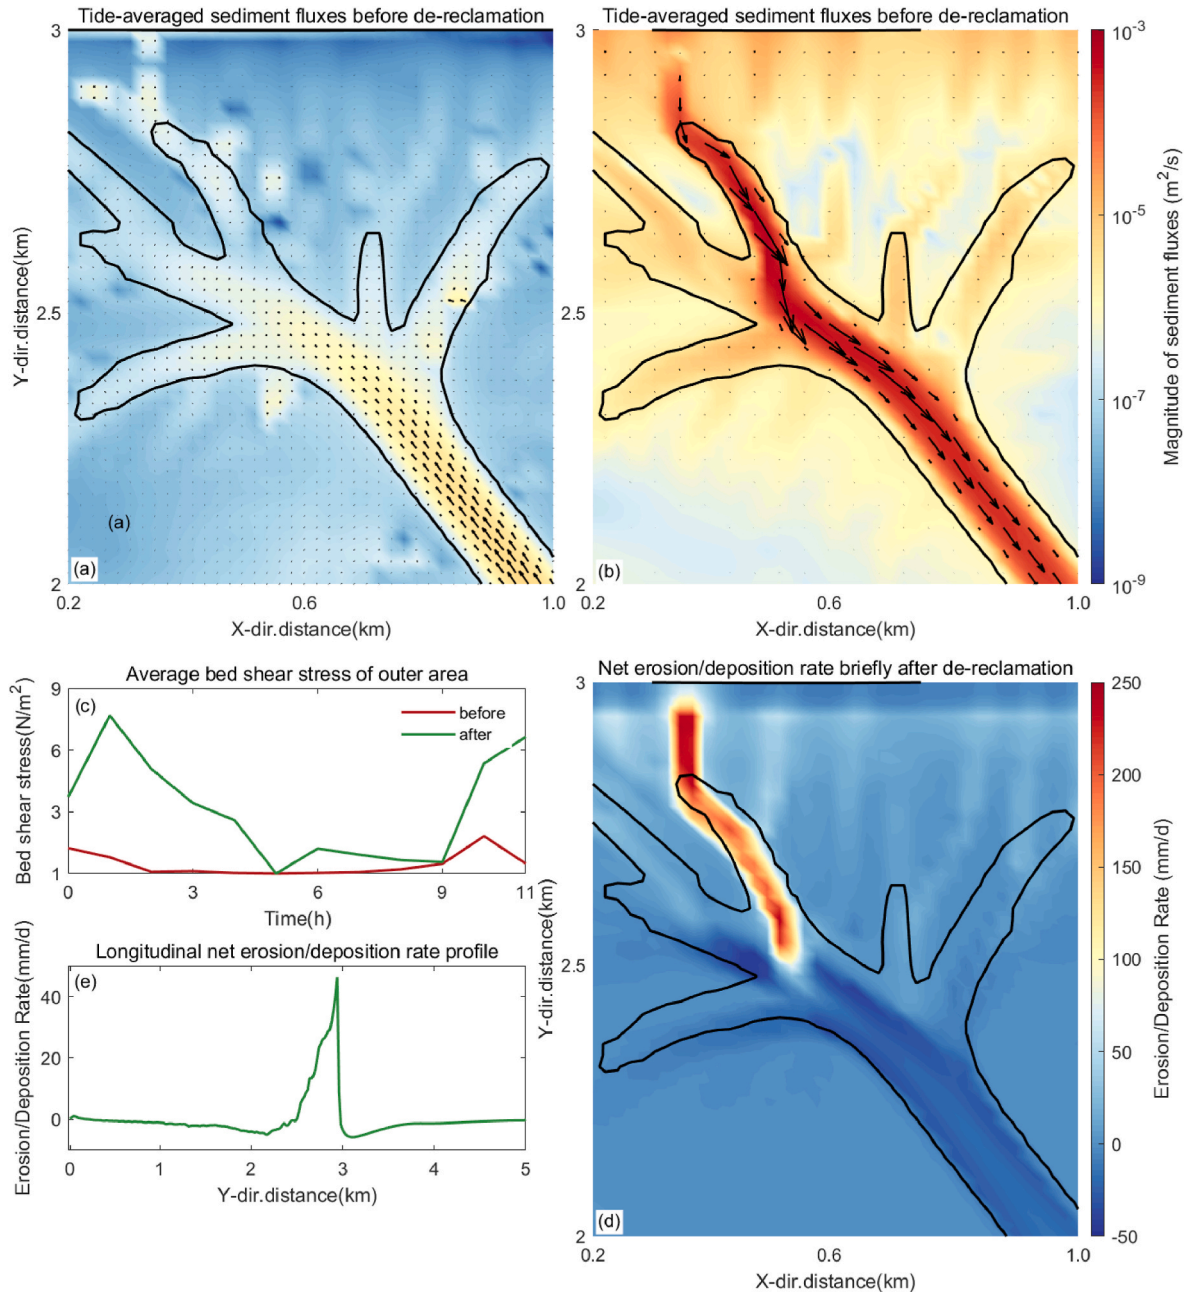 Tide-averaged sediment fluxes before de-reclamation
3
2.5
2
Y-dir.distance(km)
(a)
(a)
0.2
0.6
1.0
X-dir.distance(km)
Tide-averaged sediment fluxes before de-reclamation
3
2.5
2
(b)
0.2
0.6
1.0
X-dir.distance(km)
10⁻³
10⁻⁵
10⁻⁷
10⁻⁹
Magnitude of sediment fluxes (m²/s)
Average bed shear stress of outer area
(c)
before
after
9
6
3
1
Bed shear stress(N/m²)
0
3
6
9
11
Time(h)
Longitudinal net erosion/deposition rate profile
(e)
40
20
0
Erosion/Deposition Rate(mm/d)
0
1
2
3
4
5
Y-dir.distance(km)
Net erosion/deposition rate briefly after de-reclamation
3
2.5
2
Y-dir.distance(km)
(d)
0.2
0.6
1.0
X-dir.distance(km)
250
200
150
100
50
0
-50
Erosion/Deposition Rate (mm/d)